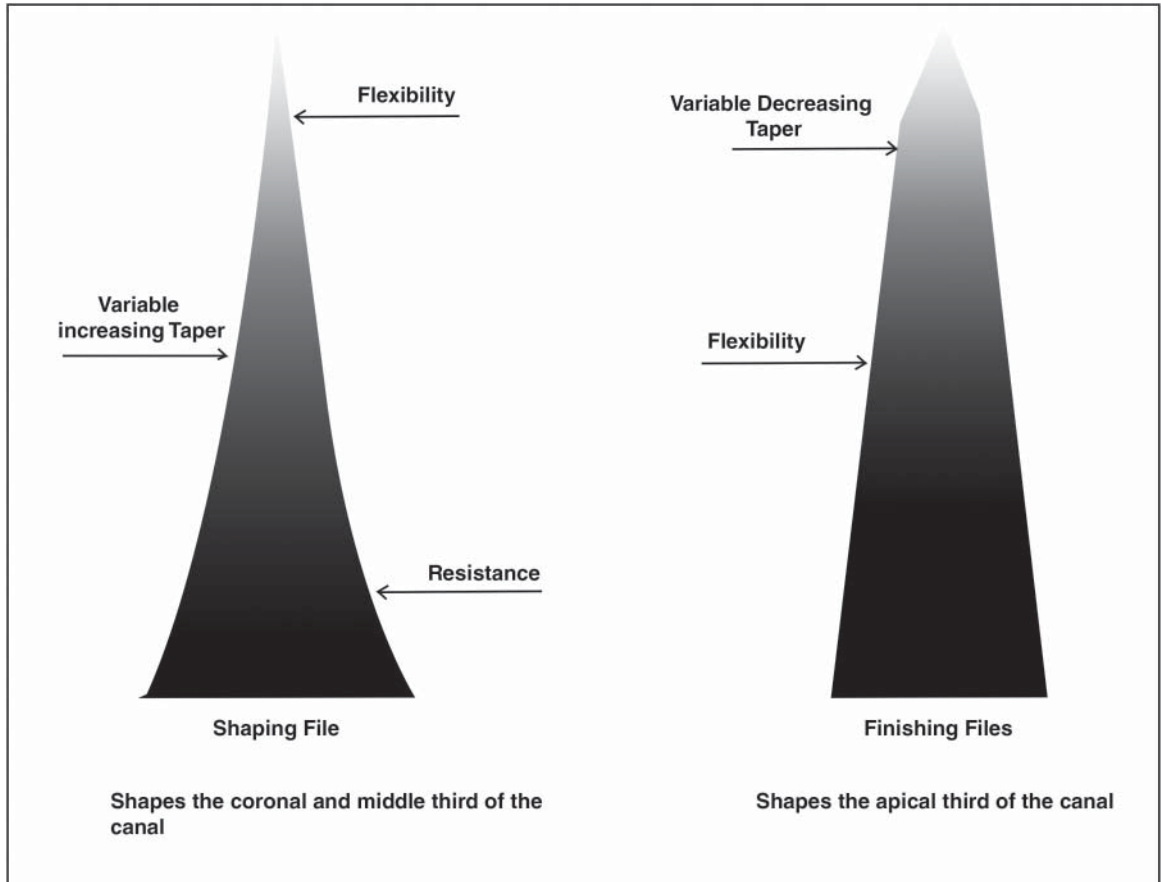 Flexibility
Variable
increasing Taper
Resistance
Shaping File
Shapes the coronal and middle third of the
canal
Variable Decreasing
Taper
Flexibility
Finishing Files
Shapes the apical third of the canal